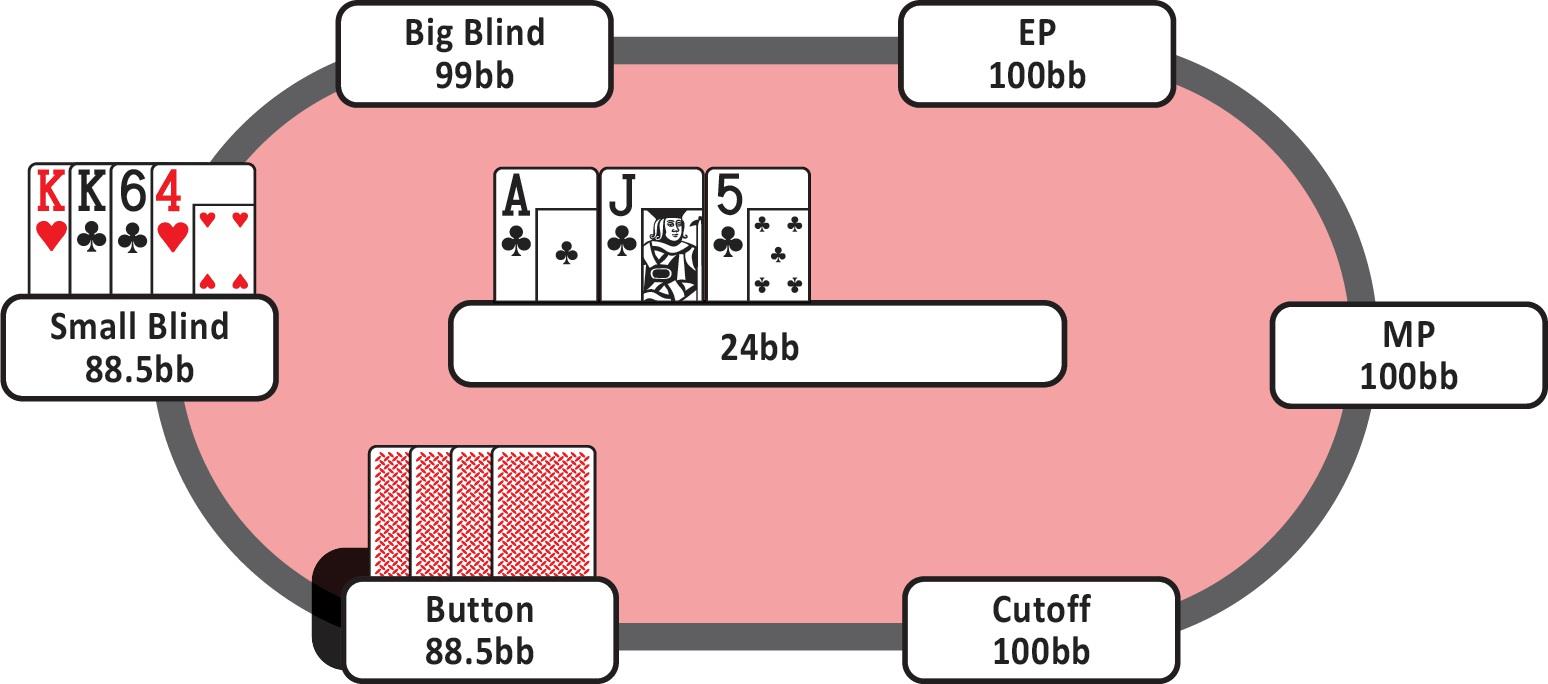 Big Blind
99bb
EP
100bb
K K 6 4
A J 5
Small Blind
88.5bb
24bb
MP
100bb
Button
88.5bb
Cutoff
100bb